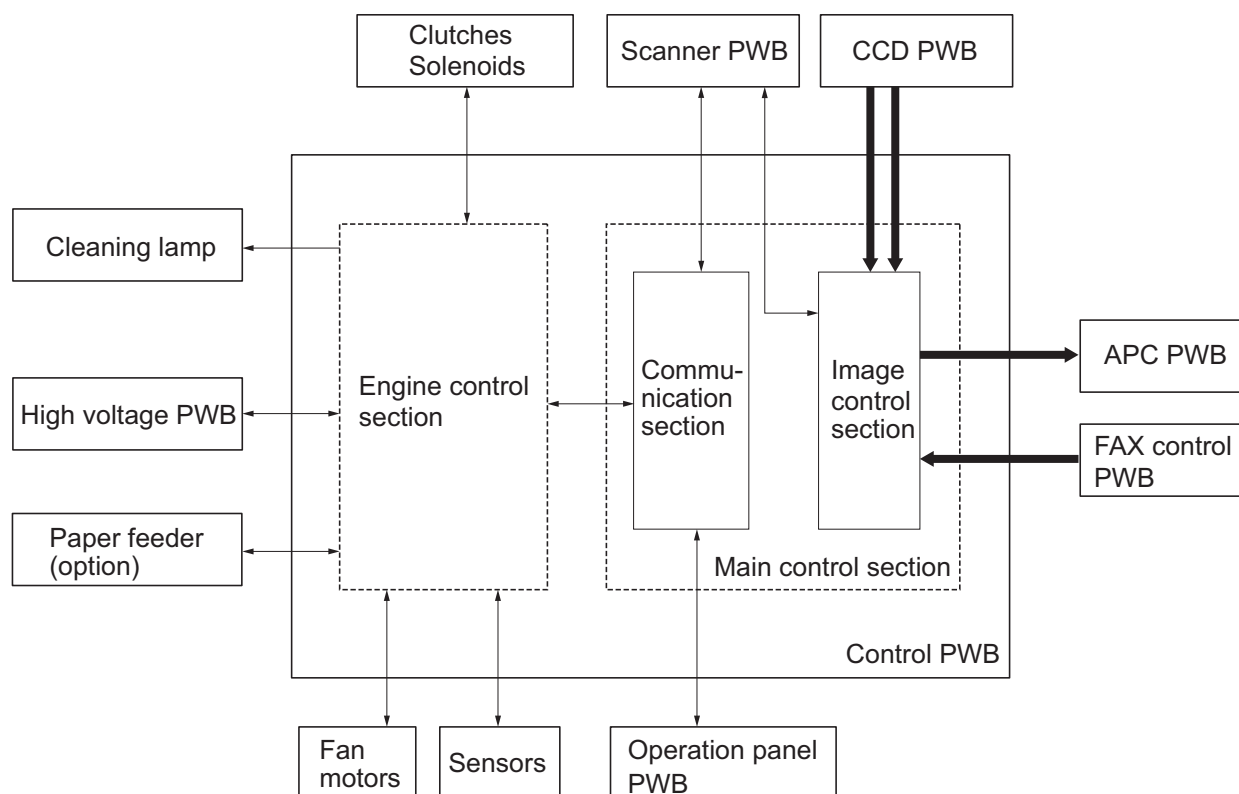 Clutches
Solenoids
Scanner PWB
CCD PWB
Cleaning lamp
High voltage PWB
Paper feeder
(option)
Engine control
section
Commu-
nication
section
Image
control
section
Main control section
Control PWB
APC PWB
FAX control
PWB
Fan
motors
Sensors
Operation panel
PWB